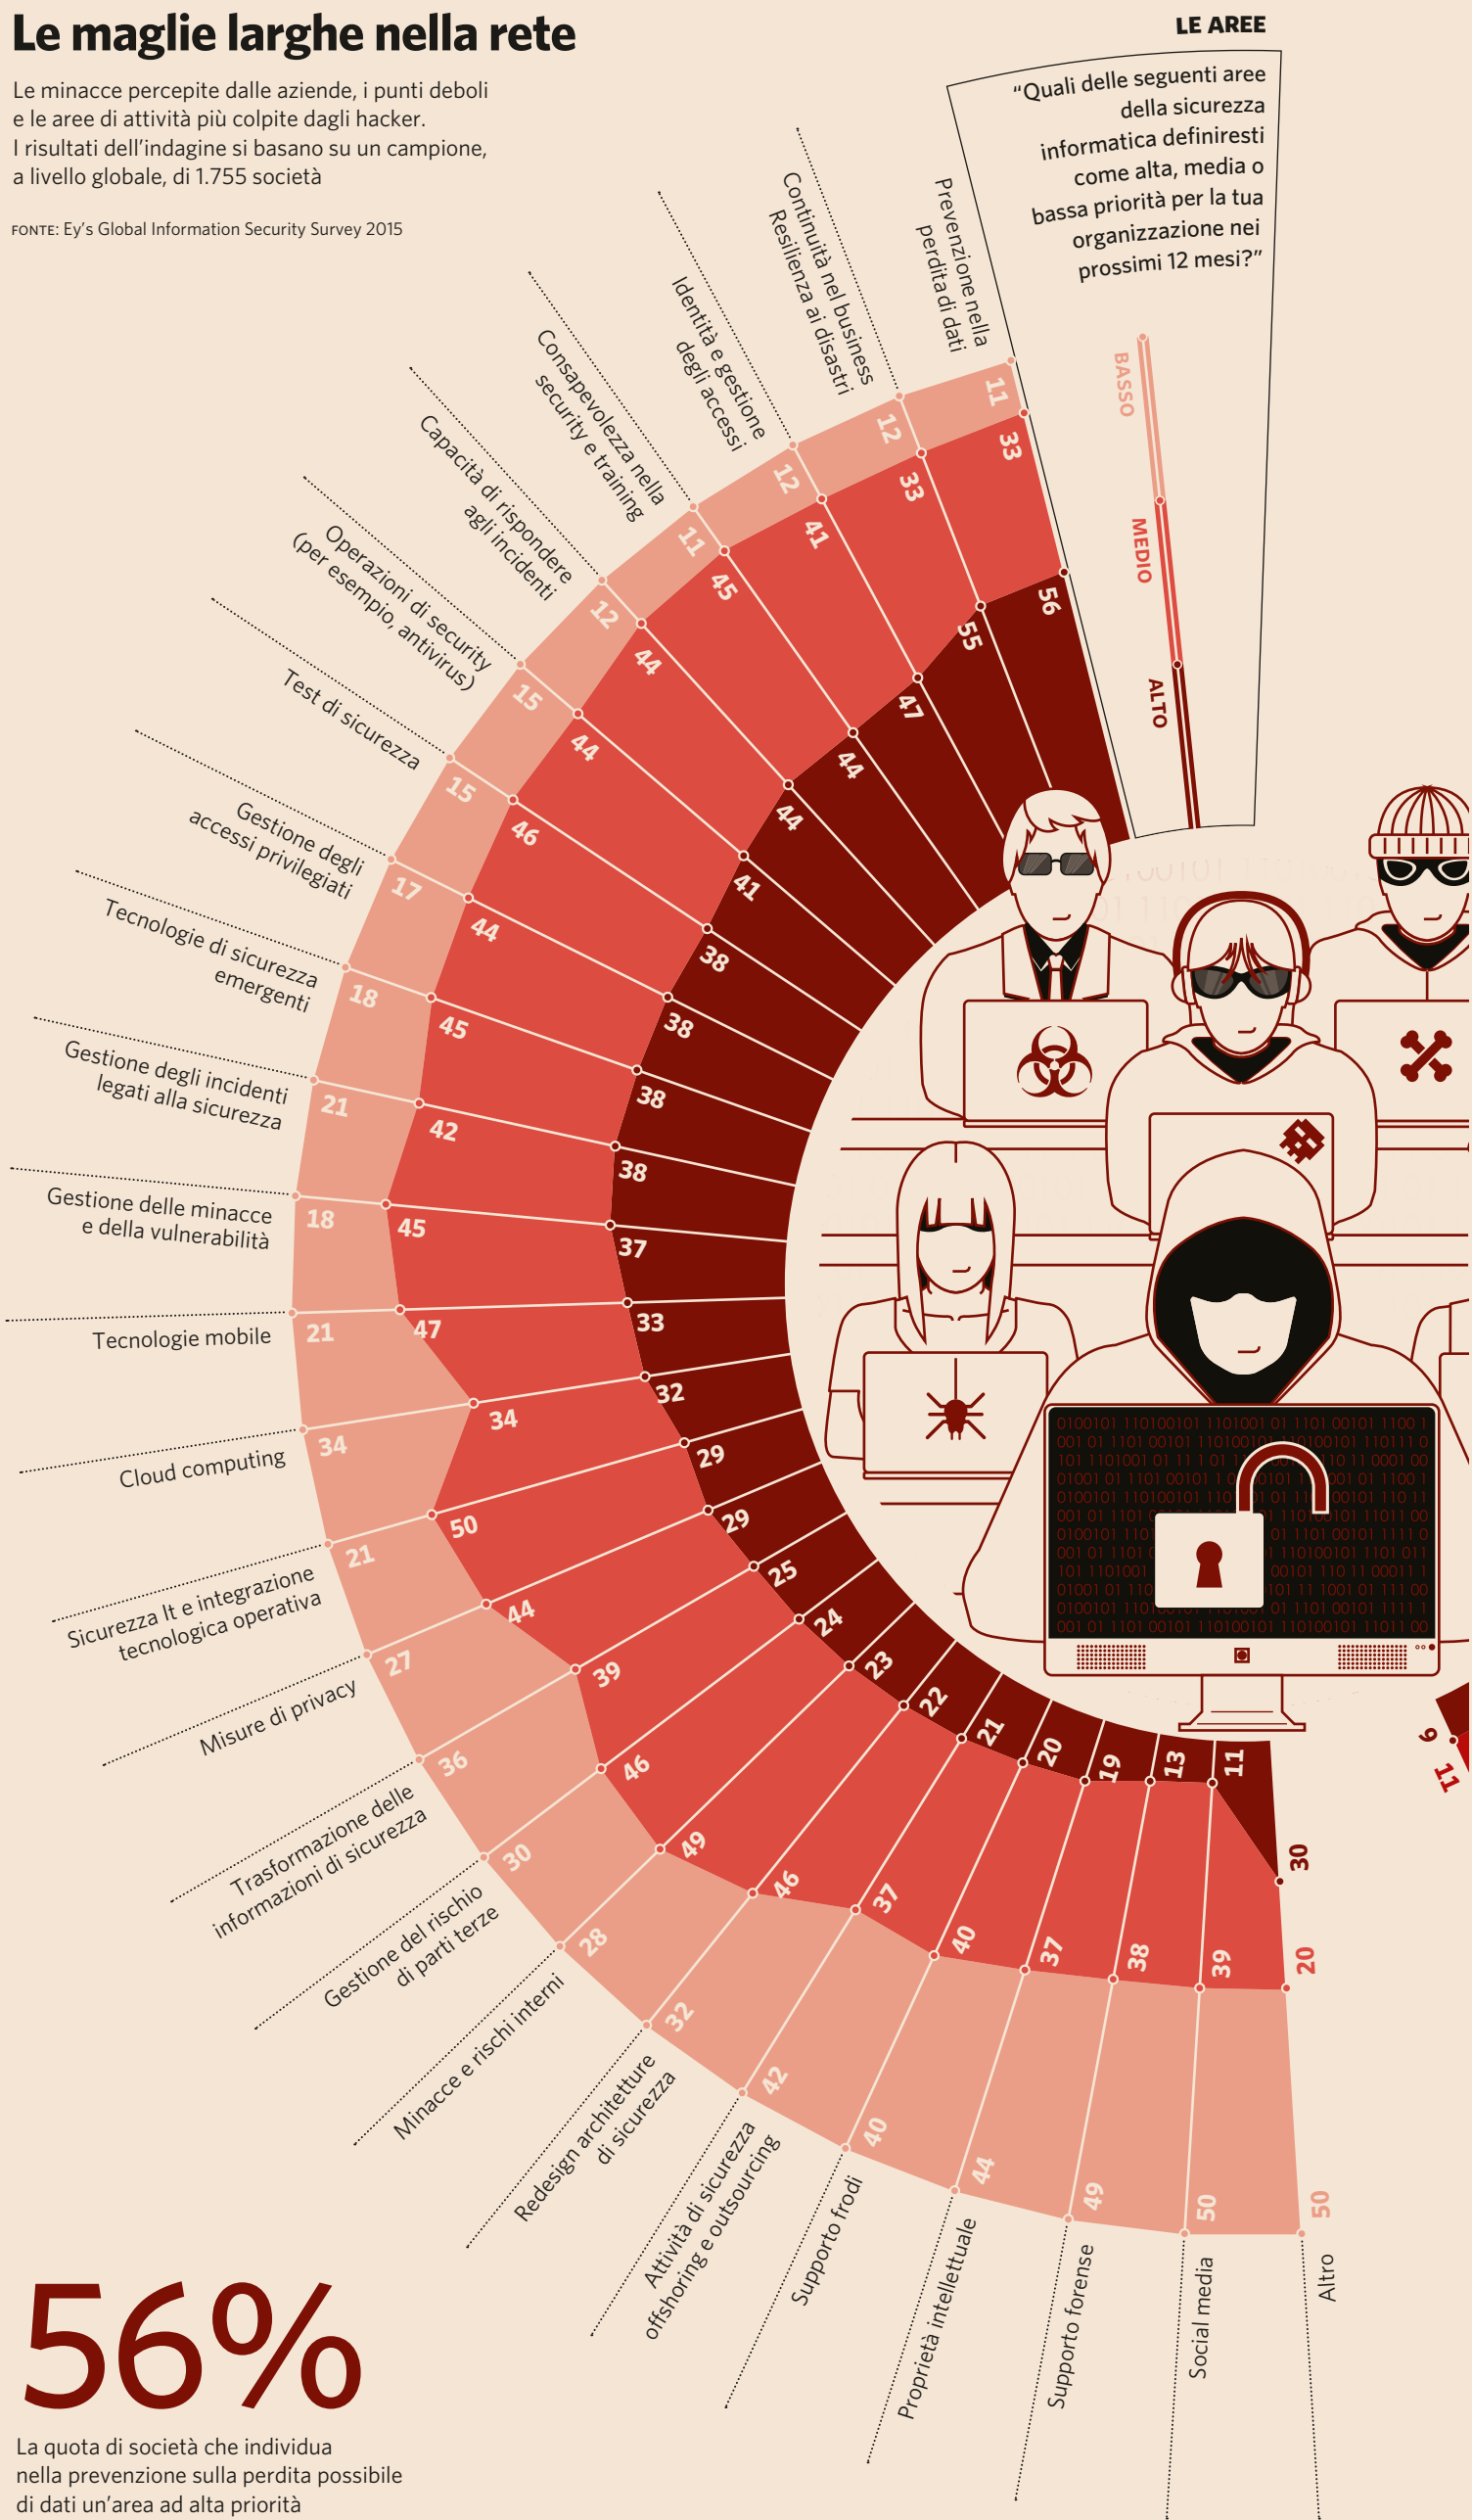 Le maglie larghe nella rete
Le minacce percepite dalle aziende, i punti deboli
e le aree di attività più colpite dagli hacker.
I risultati dell'indagine si basano su un campione,
a livello globale, di 1.755 società
FONTE: Ey's Global Information Security Survey 2015
LE AREE
“Quali delle seguenti aree
della sicurezza
informatica definiresti
come alta, media o
bassa priorità per la tua
organizzazione nei
prossimi 12 mesi?”
BASSO
MEDIO
ALTO
Prevenzione nella
perdita di dati
11
33
56
Continuità nel business
Resilienza ai disastri
12
33
55
Identità e gestione
degli accessi
12
41
47
Consapevolezza nella
security e training
11
45
44
Capacità di rispondere
agli incidenti
12
44
44
Operazioni di security
(per esempio, antivirus)
15
44
41
Test di sicurezza
15
46
38
Gestione degli
accessi privilegiati
17
44
38
Tecnologie di sicurezza
emergenti
18
45
38
Gestione degli incidenti
legati alla sicurezza
21
42
38
Gestione delle minacce
e della vulnerabilità
18
45
37
Tecnologie mobile
21
47
33
Cloud computing
34
34
32
Sicurezza It e integrazione
tecnologica operativa
21
50
29
Misure di privacy
27
44
29
Trasformazione delle
informazioni di sicurezza
36
39
25
Gestione del rischio
di parti terze
30
46
24
Minacce e rischi interni
28
49
23
Redesign architetture
di sicurezza
32
46
22
Attività di sicurezza
offshoring e outsourcing
42
37
21
Supporto frodi
40
40
20
Proprietà intellettuale
44
37
19
Supporto forense
49
38
13
Social media
50
39
11
Altro
50
20
30
9
11
56%
La quota di società che individua
nella prevenzione sulla perdita possibile
di dati un'area ad alta priorità